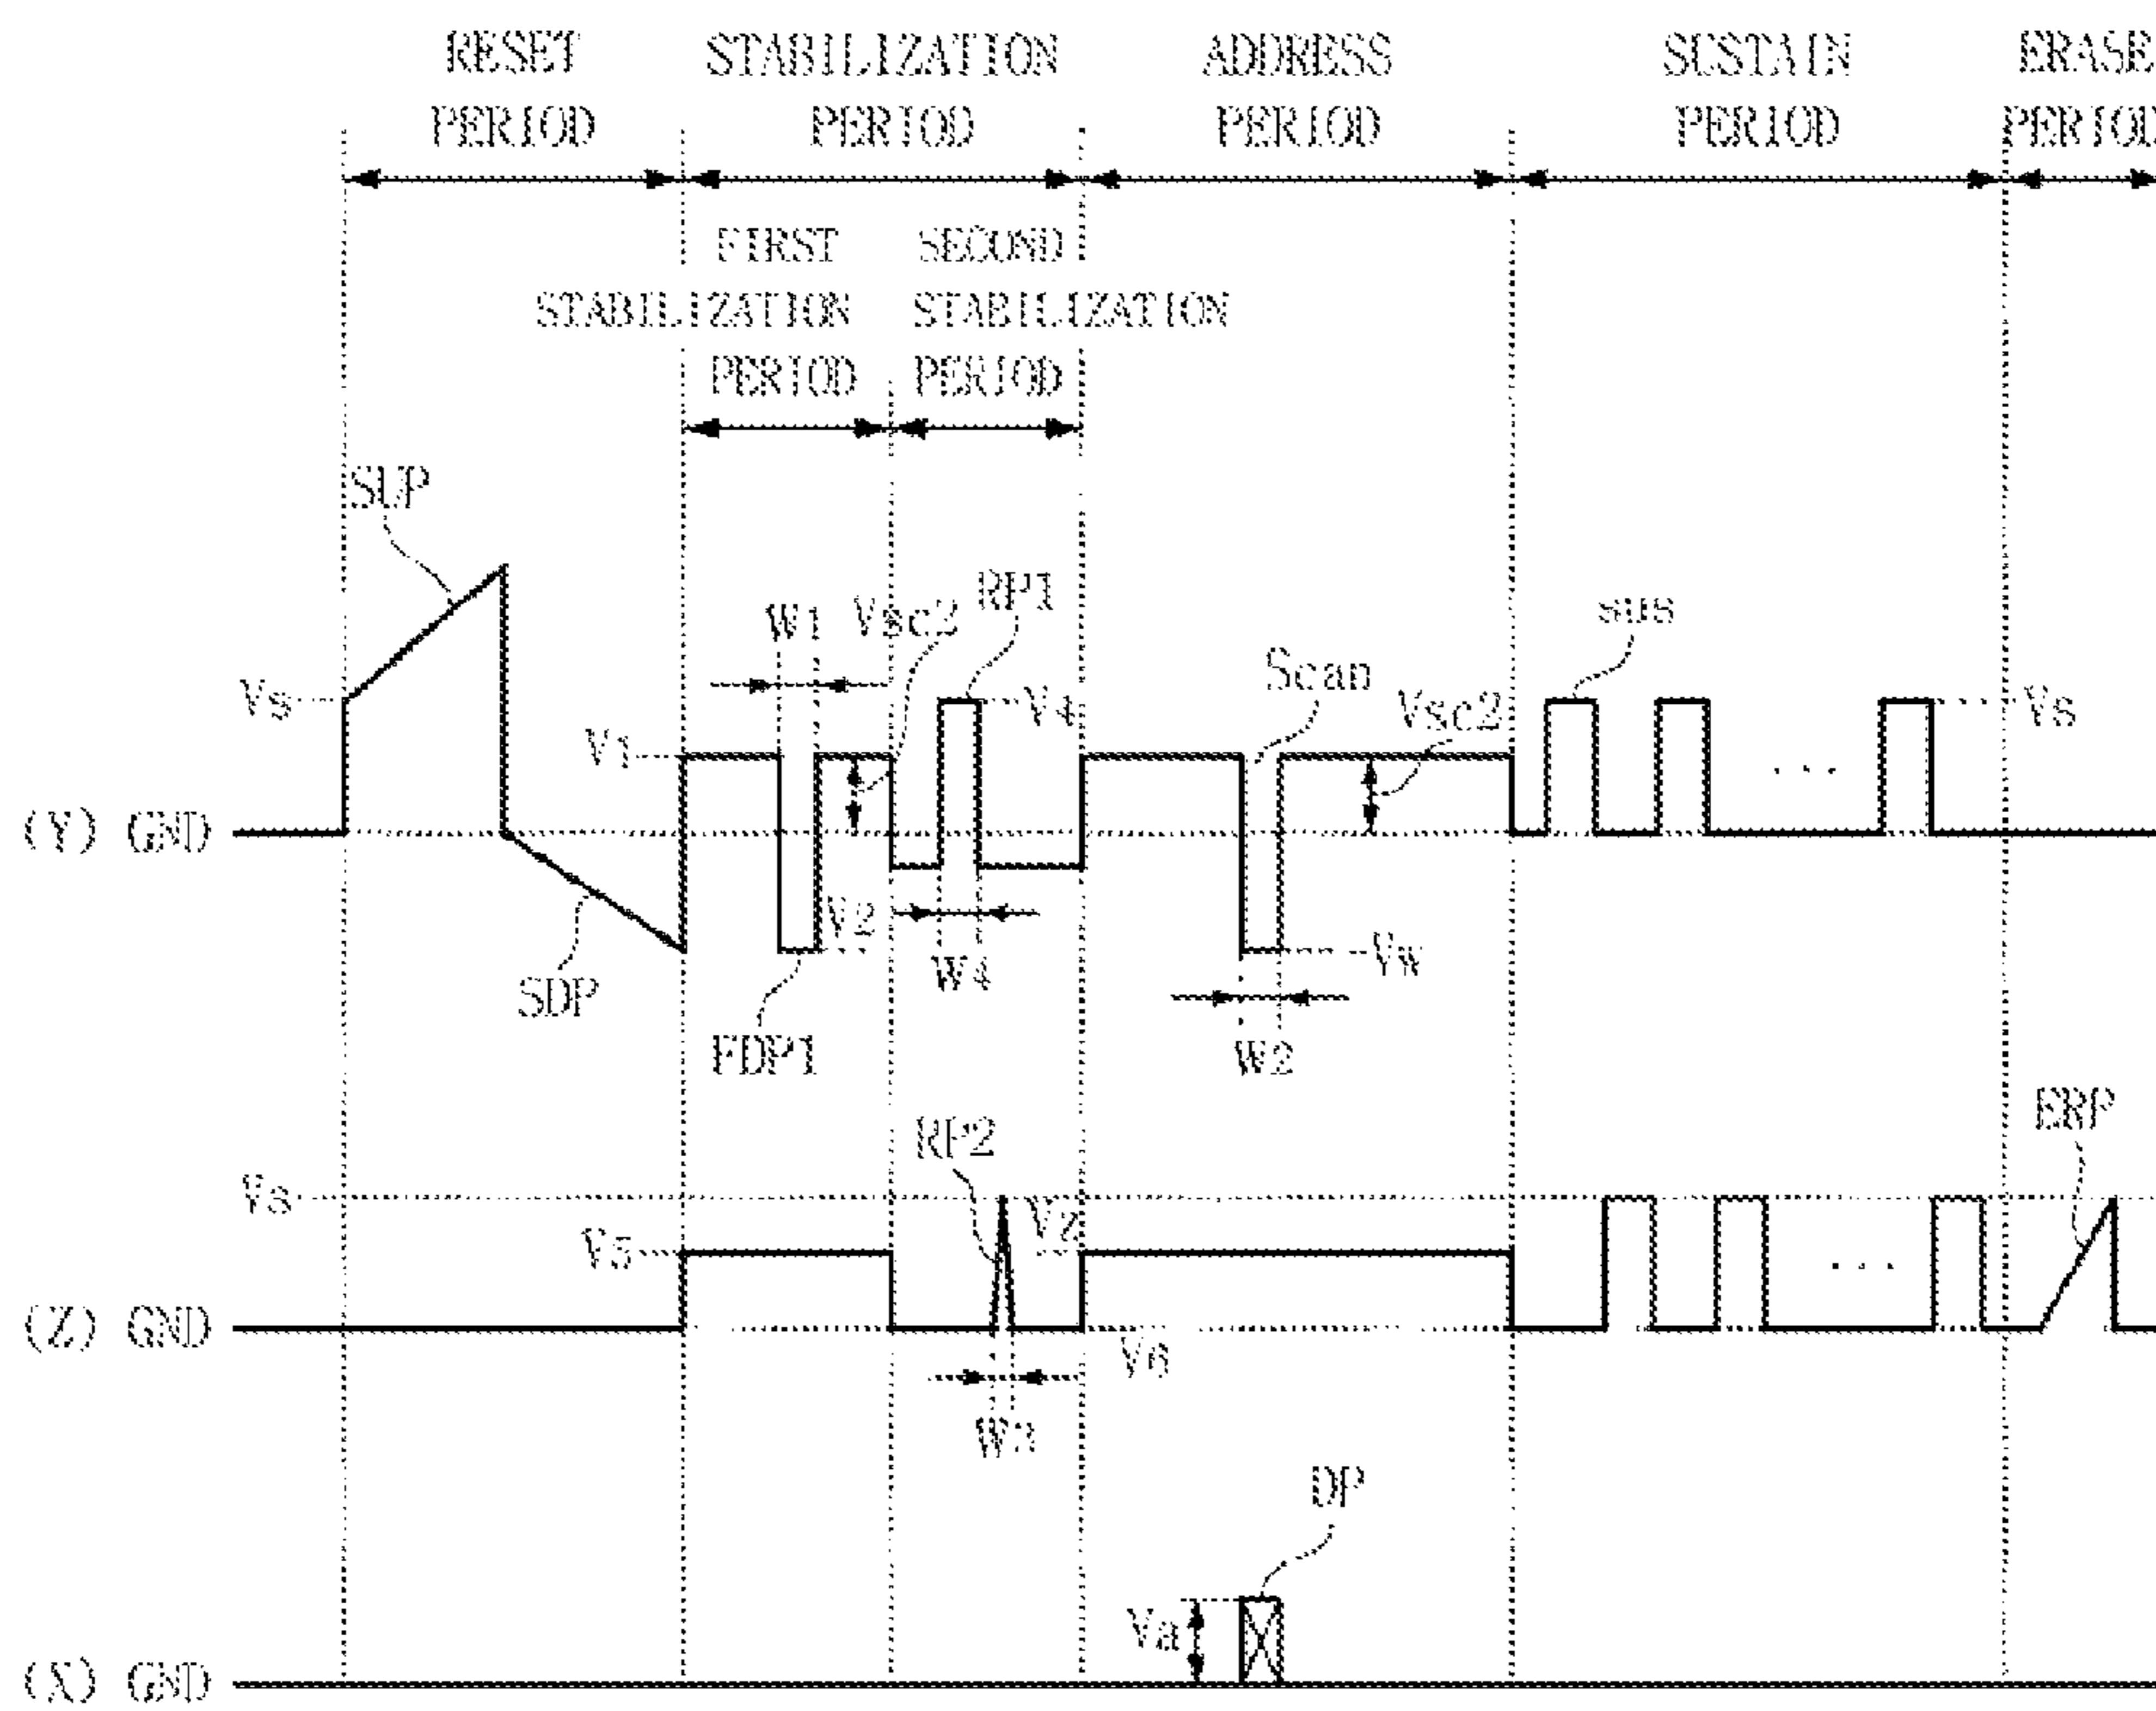 RESET STABILIZATION ADDRESS SUSTAIN ERASE
PERIOD PERIOD PERIOD PERIOD PERIOD
FIRST SECOND
STABILIZATION STABILIZATION
PERIOD PERIOD
SUP
RP1
W1 Vsc2 sus
Scan
Vs V4 Vsc2 Vs
V1
...
(Y) GND
V2
Vw
W4
SDP
FDP1 W2
ERP
RP2
Vs
Vz
V5
...
(Z) GND
V6
W3
DP
Va
(X) GND